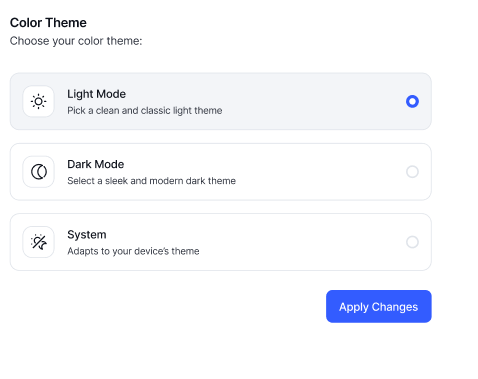 Color Theme
Choose your color theme:
Light Mode
Pick a clean and classic light theme
Dark Mode
Select a sleek and modern dark theme
System
Adapts to your device's theme
Apply Changes